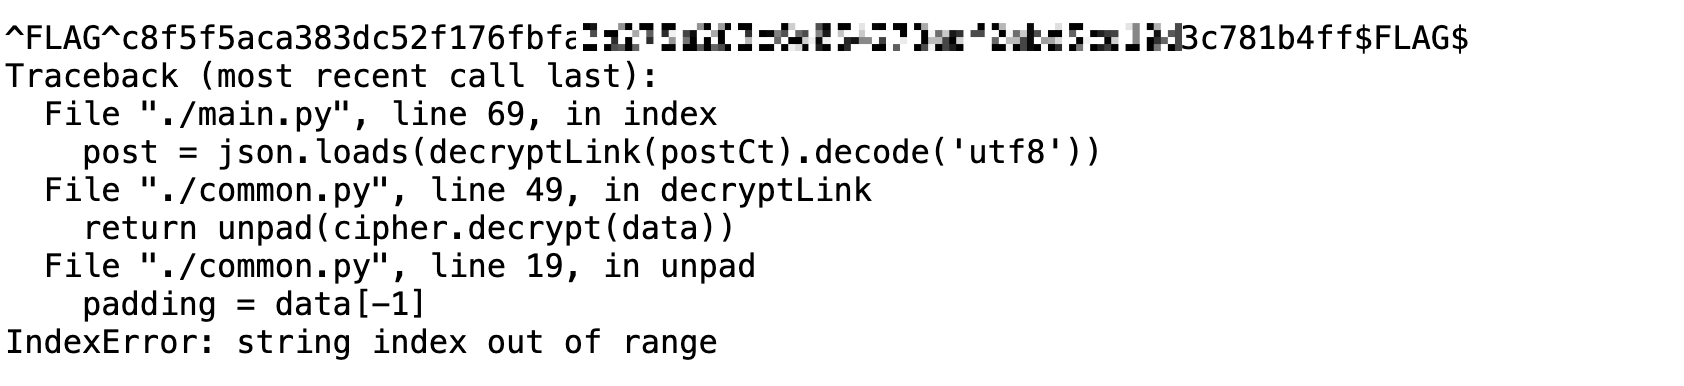 ^FLAG^c8f5f5aca383dc52f176fbfa 3c781b4ff$FLAG$
Traceback (most recent call last):
  File "./main.py", line 69, in index
    post = json.loads(decryptLink(postCt).decode('utf8'))
  File "./common.py", line 49, in decryptLink
    return unpad(cipher.decrypt(data))
  File "./common.py", line 19, in unpad
    padding = data[-1]
IndexError: string index out of range